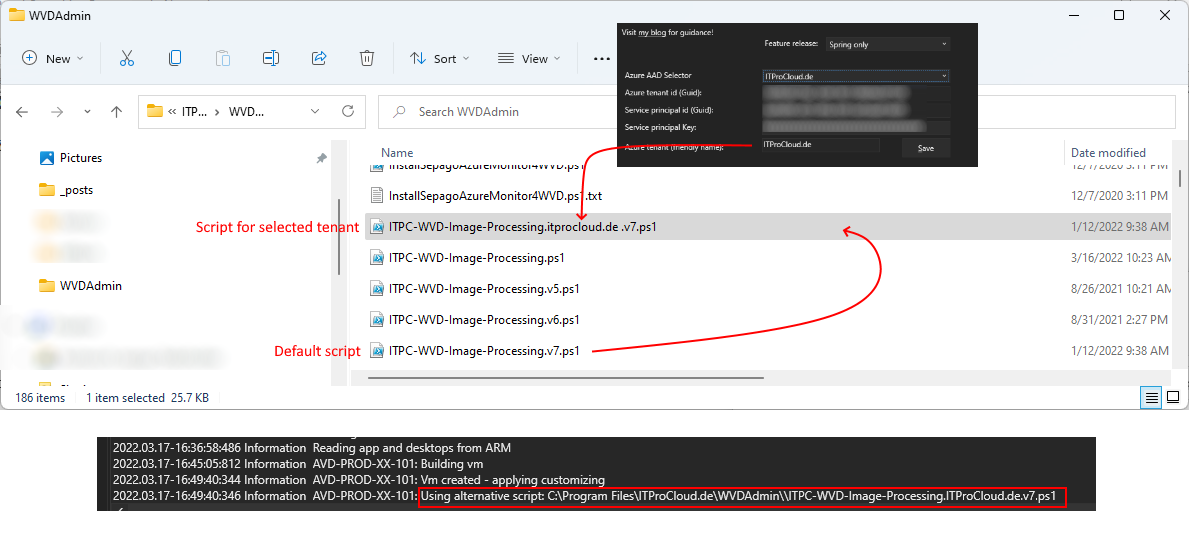 WVDAdmin
New
Sort
View
Visit my blog for guidance!
Feature release: Spring only
Azure AAD Selector ITProCloud.de
Azure tenant id (Guid):
Service principal id (Guid):
Service principal Key:
Azure tenant (friendly name): ITProCloud.de
Save
« ITP... › WVD...
Search WVDAdmin
Pictures
_posts
WVDAdmin
Name Date modified
InstallSepagoAzureMonitor4WVD.ps1 12/7/2020 3:11 PM
InstallSepagoAzureMonitor4WVD.ps1.txt 12/7/2020 3:11 PM
Script for selected tenant ITPC-WVD-Image-Processing.itprocloud.de .v7.ps1 1/12/2022 9:38 AM
ITPC-WVD-Image-Processing.ps1 3/16/2022 10:23 AM
ITPC-WVD-Image-Processing.v5.ps1 8/26/2021 10:21 AM
ITPC-WVD-Image-Processing.v6.ps1 8/31/2021 2:27 PM
Default script ITPC-WVD-Image-Processing.v7.ps1 1/12/2022 9:38 AM
186 items 1 item selected 25.7 KB
2022.03.17-16:36:58:486 Information Reading app and desktops from ARM
2022.03.17-16:45:05:812 Information AVD-PROD-XX-101: Building vm
2022.03.17-16:49:40:344 Information AVD-PROD-XX-101: Vm created - applying customizing
2022.03.17-16:49:40:346 Information AVD-PROD-XX-101: Using alternative script: C:\Program Files\ITProCloud.de\WVDAdmin\\ITPC-WVD-Image-Processing.ITProCloud.de.v7.ps1